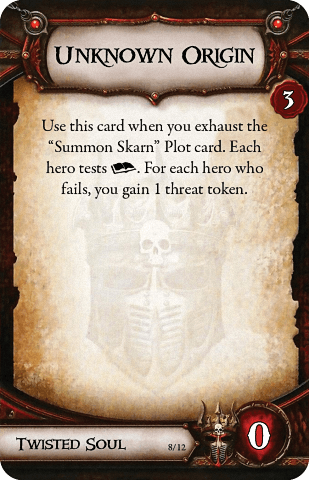 Unknown Origin
3
Use this card when you exhaust the
“Summon Skarn” Plot card. Each
hero tests . For each hero who
fails, you gain 1 threat token.
Twisted Soul 8/12 0